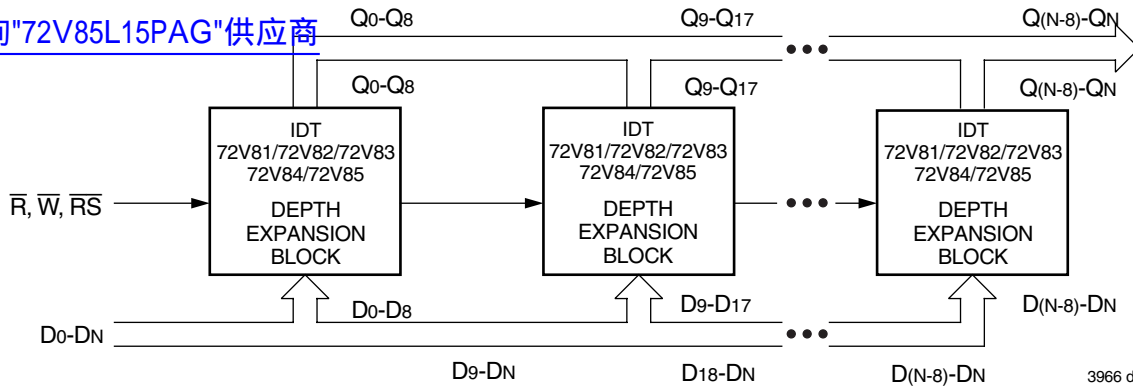 "72V85L15PAG"供应商
Q0-Q8
Q9-Q17
Q(N-8)-QN
Q0-Q8
Q9-Q17
Q(N-8)-QN
IDT
72V81/72V82/72V83
72V84/72V85
DEPTH
EXPANSION
BLOCK
IDT
72V81/72V82/72V83
72V84/72V85
DEPTH
EXPANSION
BLOCK
IDT
72V81/72V82/72V83
72V84/72V85
DEPTH
EXPANSION
BLOCK
R̅, W̅, R̅S̅
D0-DN
D0-D8
D9-D17
D(N-8)-DN
D9-DN
D18-DN
D(N-8)-DN
3966 d